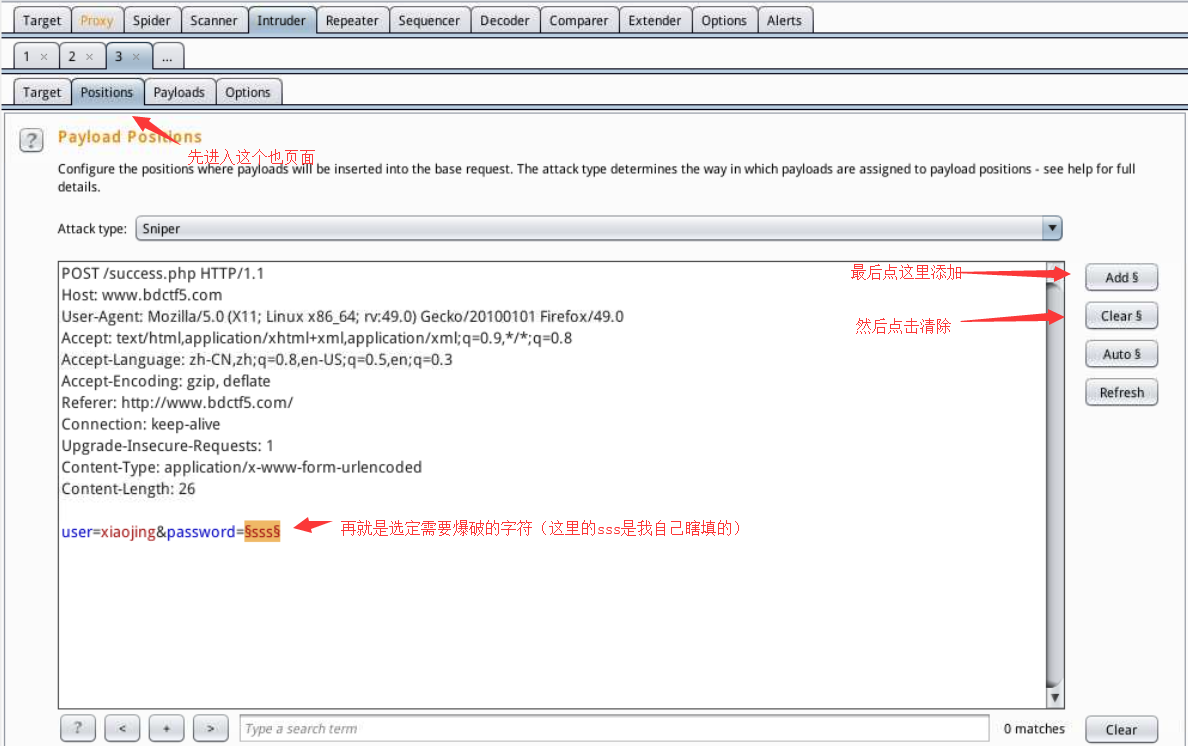 Target Proxy Spider Scanner Intruder Repeater Sequencer Decoder Comparer Extender Options Alerts
1 × 2 × 3 × ...
Target Positions Payloads Options
? Payload Positions
先进入这个也页面
Configure the positions where payloads will be inserted into the base request. The attack type determines the way in which payloads are assigned to payload positions - see help for full
details.
Attack type: Sniper
POST /success.php HTTP/1.1
最后点这里添加
Add §
Host: www.bdctf5.com
User-Agent: Mozilla/5.0 (X11; Linux x86_64; rv:49.0) Gecko/20100101 Firefox/49.0
然后点击清除
Clear §
Accept: text/html,application/xhtml+xml,application/xml;q=0.9,*/*;q=0.8
Accept-Language: zh-CN,zh;q=0.8,en-US;q=0.5,en;q=0.3
Auto §
Accept-Encoding: gzip, deflate
Refresh
Referer: http://www.bdctf5.com/
Connection: keep-alive
Upgrade-Insecure-Requests: 1
Content-Type: application/x-www-form-urlencoded
Content-Length: 26
user=xiaojing&password=§sss§
再就是选定需要爆破的字符（这里的sss是我自己瞎填的）
? < + > Type a search term 0 matches Clear